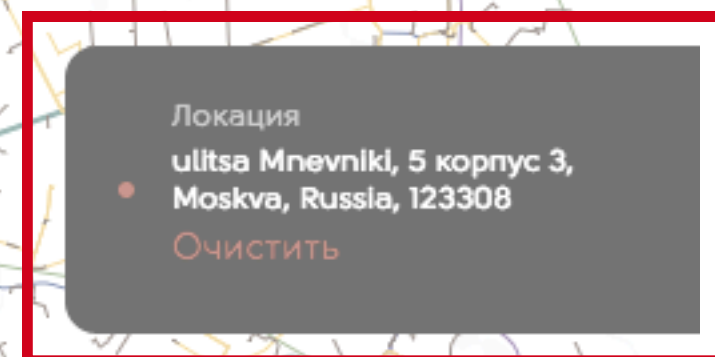 Локация
ulitsa Mnevniki, 5 корпус 3,
Moskva, Russia, 123308
Очистить